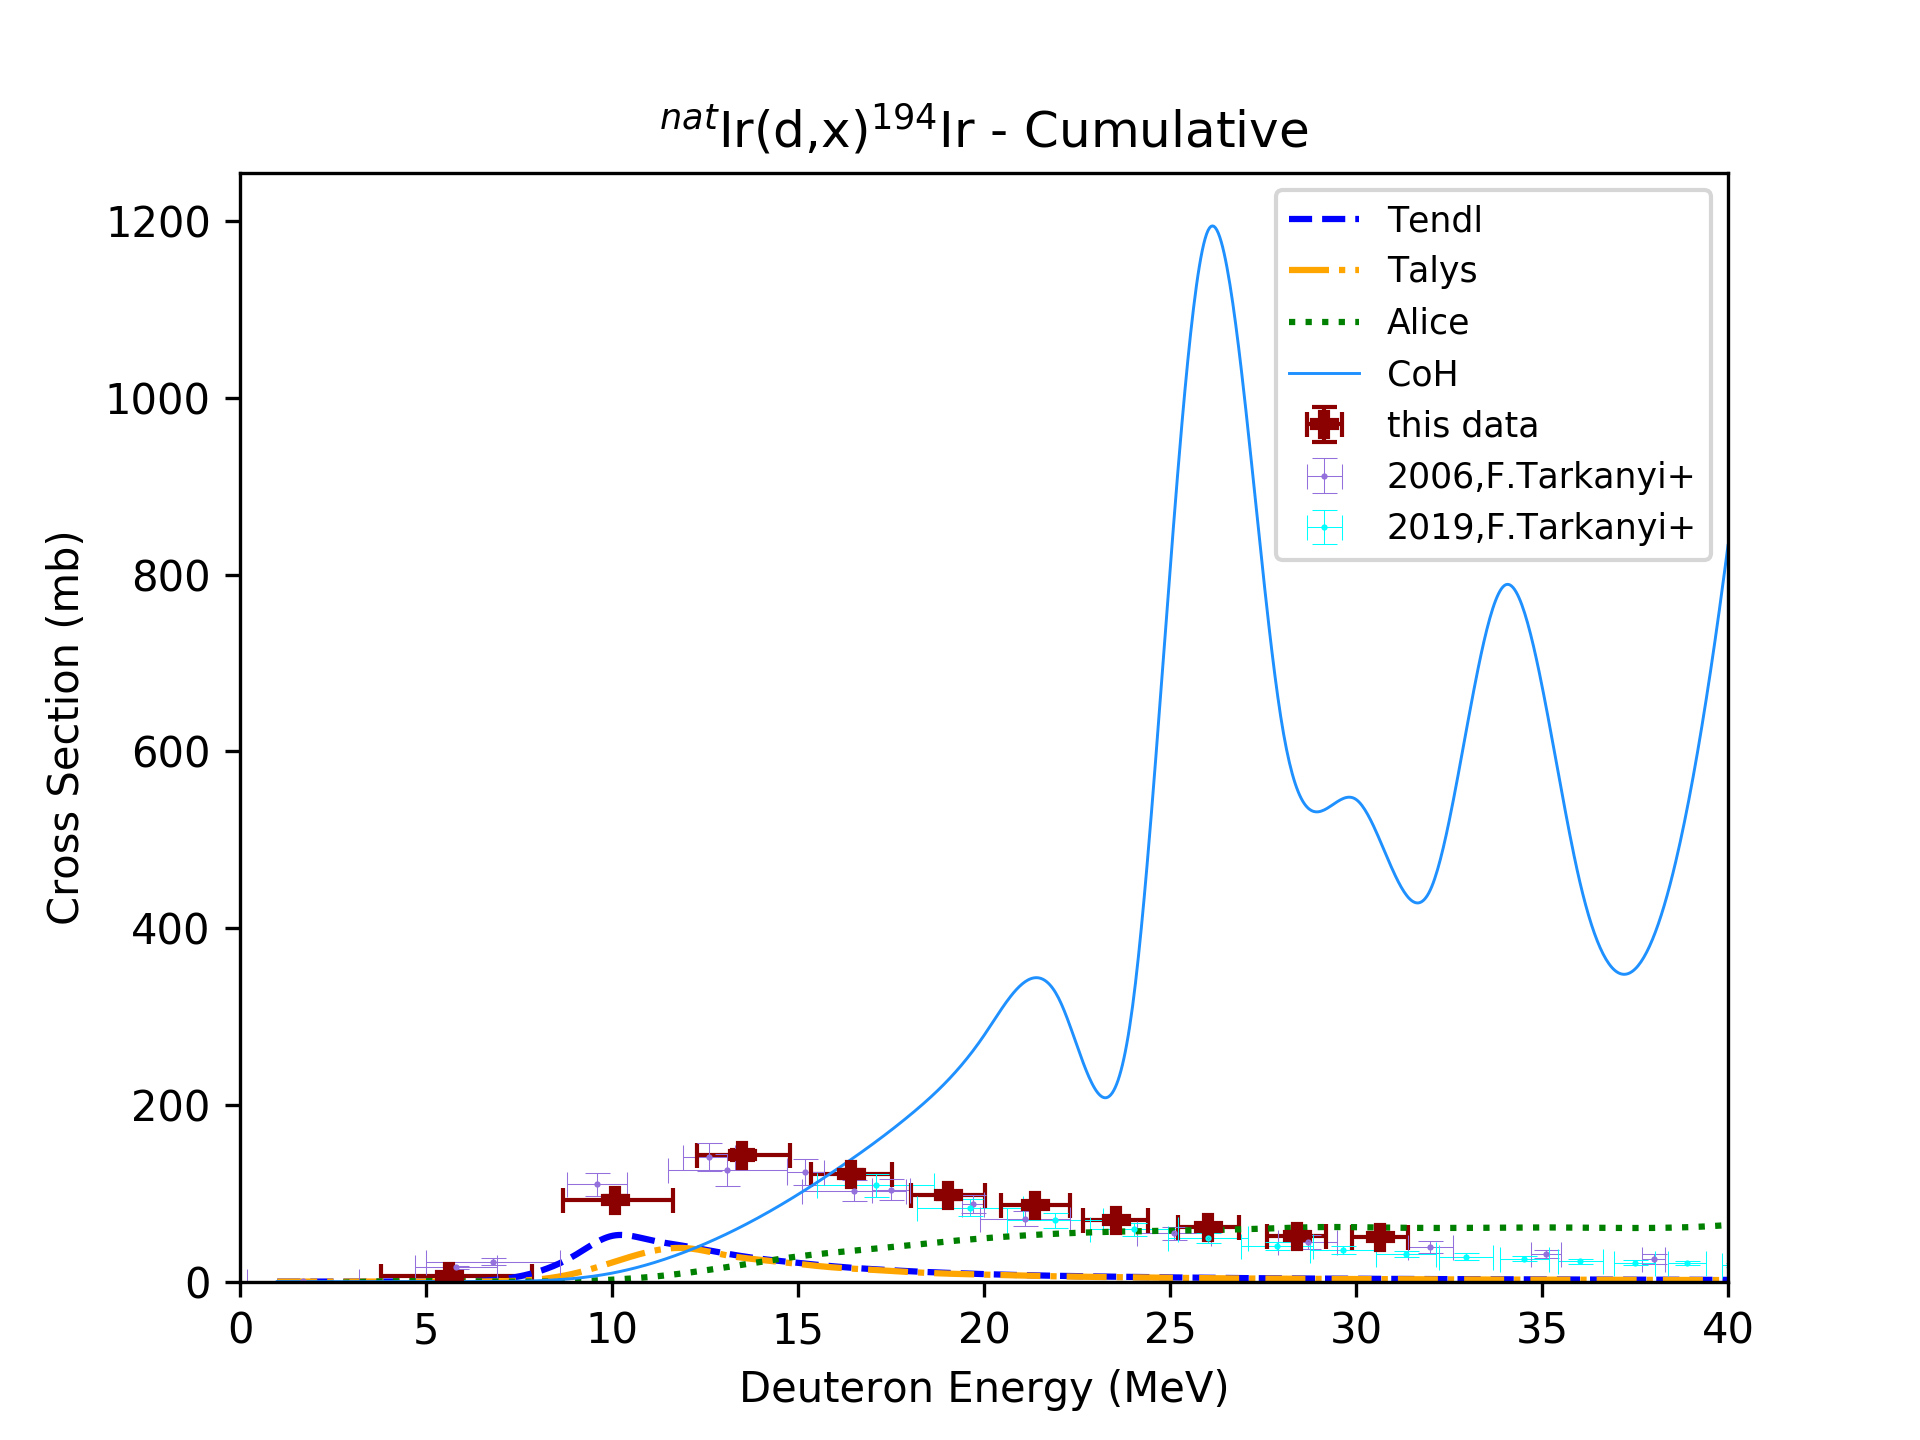 natIr(d,x)194Ir - Cumulative
Cross Section (mb)
1200
1000
800
600
400
200
0
Tendl
Talys
Alice
CoH
this data
2006,F.Tarkanyi+
2019,F.Tarkanyi+
0 5 10 15 20 25 30 35 40
Deuteron Energy (MeV)